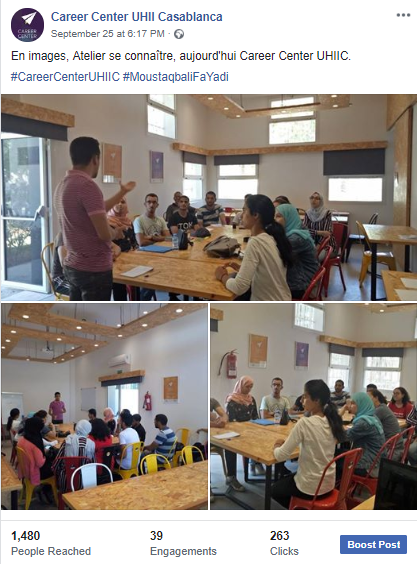 Career Center UHII Casablanca
September 25 at 6:17 PM ·
En images, Atelier se connaître, aujourd'hui Career Center UHIIC.
#CareerCenterUHIIC #MoustaqbaliFaYadi
1,480
People Reached
39
Engagements
263
Clicks
Boost Post